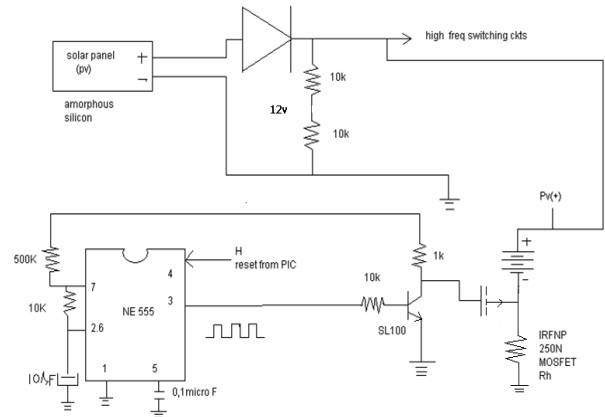 high freq switching ckts
solar panel
(pv)
+
-
amorphous
silicon
10k
12v
10k
Pv(+)
H
reset from PIC
500K
7
4
10K
NE 555
3
2.6
1
5
10k
1k
SL100
+
-
0,1micro F
IRFNP
250N
MOSFET
Rh